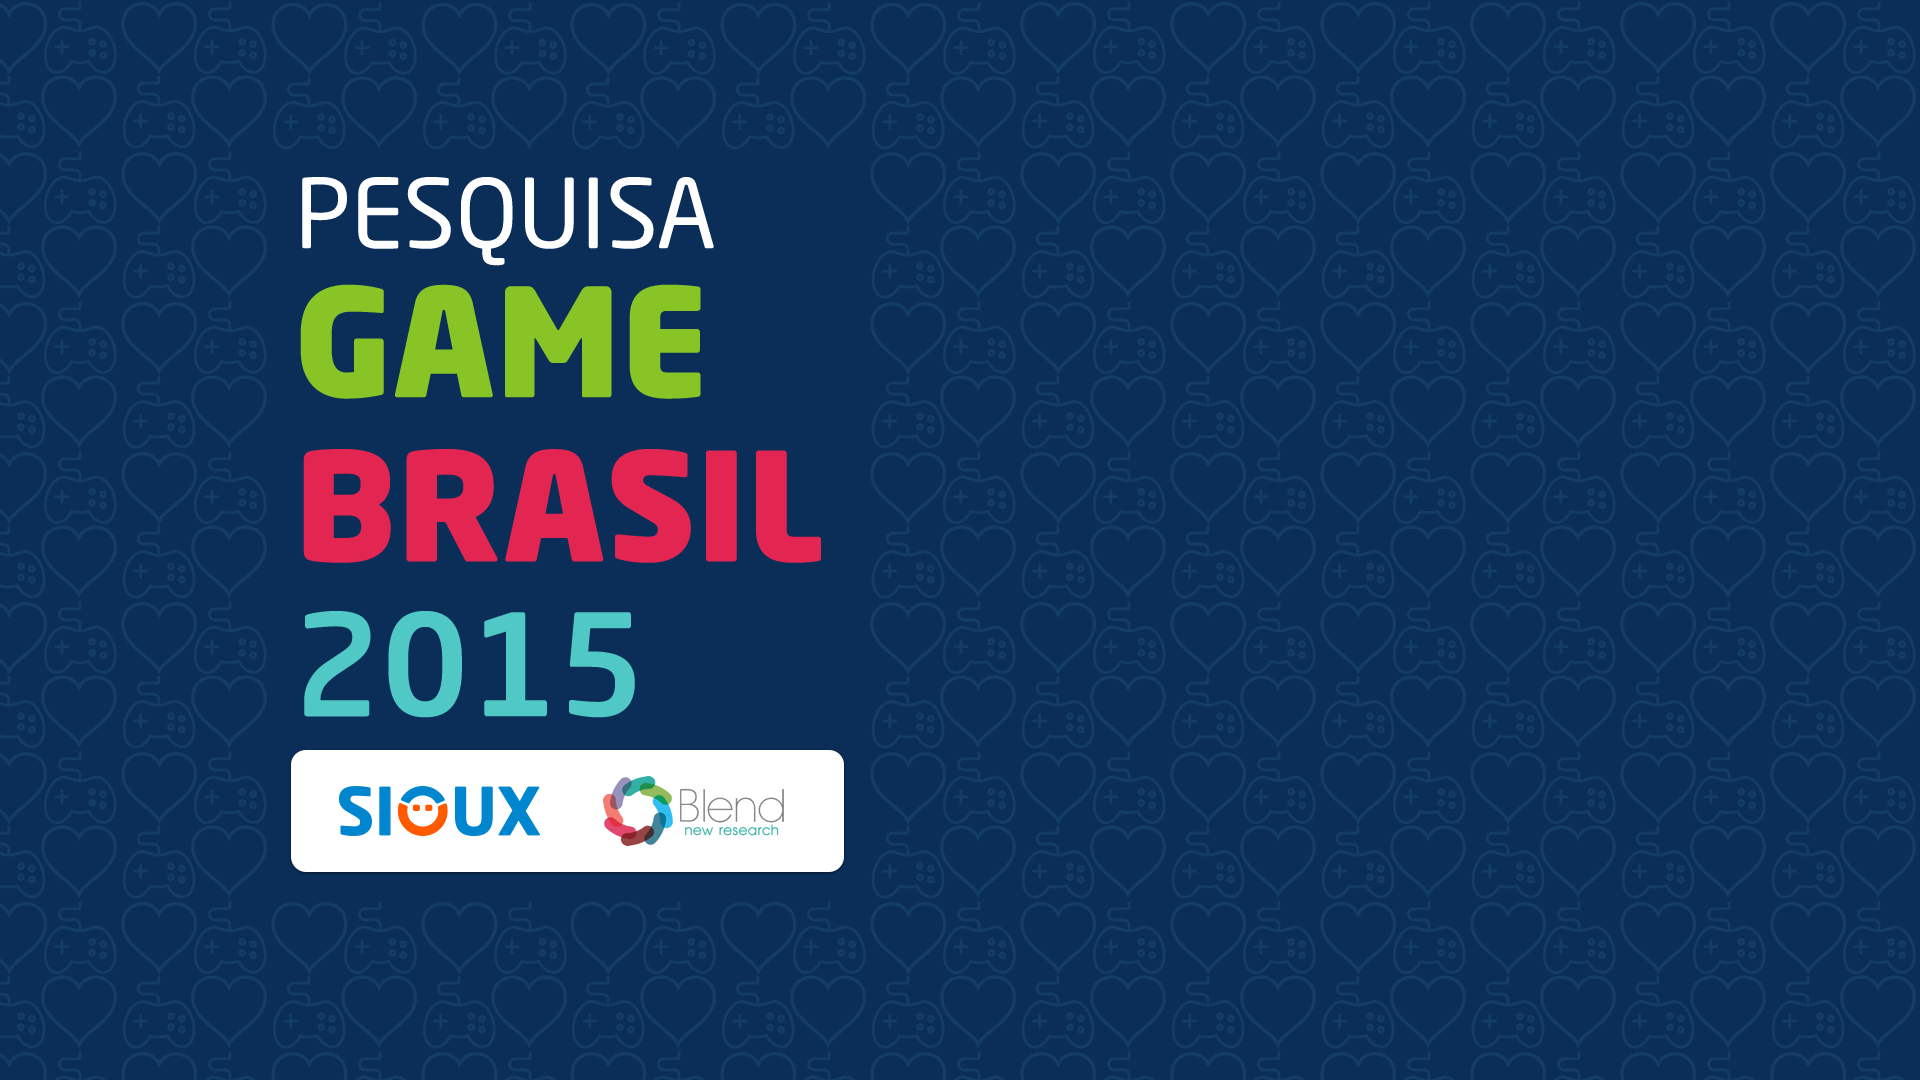 PESQUISA
GAME
BRASIL
2015
SIOUX
Blend
new research